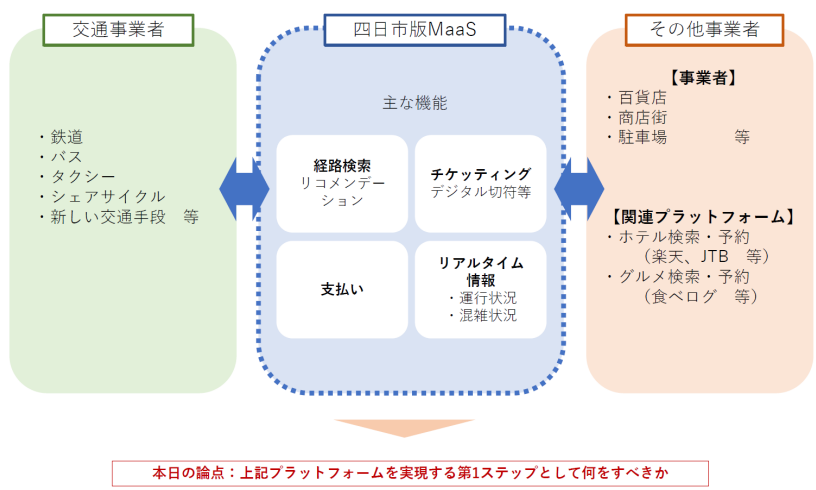 交通事業者
・鉄道
・バス
・タクシー
・シェアサイクル
・新しい交通手段　等
四日市版MaaS
主な機能
経路検索
リコメンデー
ション
チケッティング
デジタル切符等
支払い
リアルタイム
情報
・運行状況
・混雑状況
その他事業者
【事業者】
・百貨店
・商店街
・駐車場　　　　等
【関連プラットフォーム】
・ホテル検索・予約
（楽天、JTB　等）
・グルメ検索・予約
（食べログ　等）
本日の論点：上記プラットフォームを実現する第1ステップとして何をすべきか